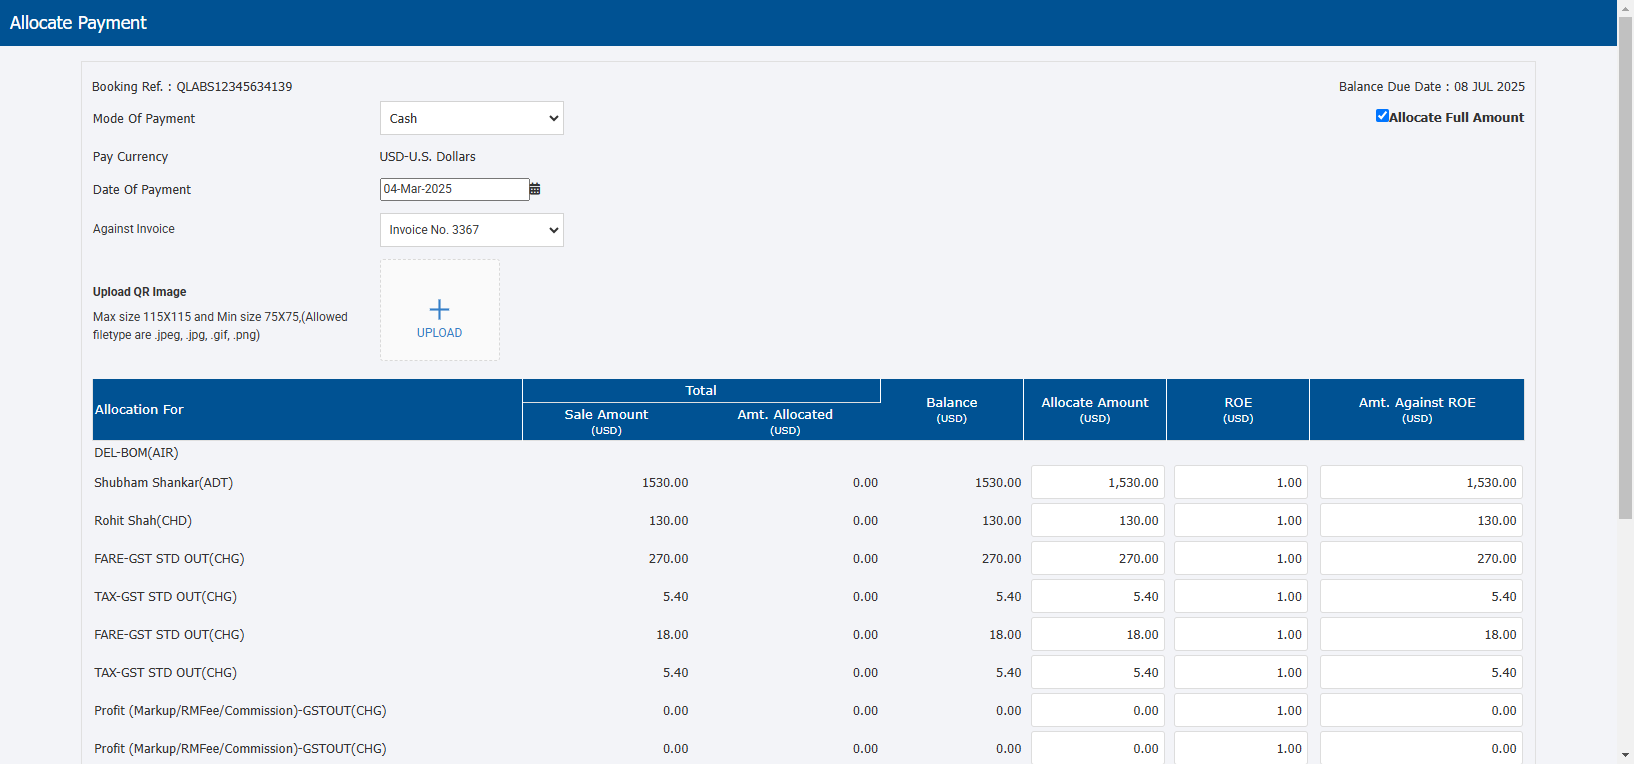 Allocate Payment
Booking Ref. : QLABS12345634139
Balance Due Date : 08 JUL 2025
Mode Of Payment Cash
Allocate Full Amount
Pay Currency USD-U.S. Dollars
Date Of Payment 04-Mar-2025
Against Invoice Invoice No. 3367
Upload QR Image
Max size 115X115 and Min size 75X75,(Allowed
filetype are .jpeg, .jpg, .gif, .png)
UPLOAD
Allocation For
Total
Sale Amount
(USD)
Amt. Allocated
(USD)
Balance
(USD)
Allocate Amount
(USD)
ROE
(USD)
Amt. Against ROE
(USD)
DEL-BOM(AIR)
Shubham Shankar(ADT) 1530.00 0.00 1530.00 1,530.00 1.00 1,530.00
Rohit Shah(CHD) 130.00 0.00 130.00 130.00 1.00 130.00
FARE-GST STD OUT(CHG) 270.00 0.00 270.00 270.00 1.00 270.00
TAX-GST STD OUT(CHG) 5.40 0.00 5.40 5.40 1.00 5.40
FARE-GST STD OUT(CHG) 18.00 0.00 18.00 18.00 1.00 18.00
TAX-GST STD OUT(CHG) 5.40 0.00 5.40 5.40 1.00 5.40
Profit (Markup/RMFee/Commission)-GSTOUT(CHG) 0.00 0.00 0.00 0.00 1.00 0.00
Profit (Markup/RMFee/Commission)-GSTOUT(CHG) 0.00 0.00 0.00 0.00 1.00 0.00